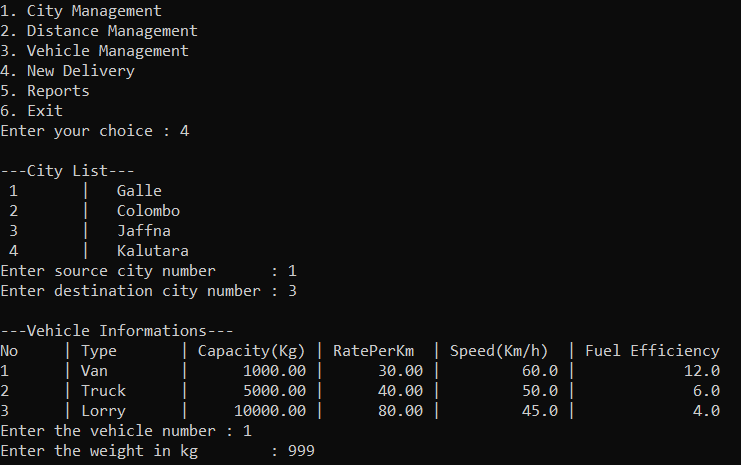 1. City Management
2. Distance Management
3. Vehicle Management
4. New Delivery
5. Reports
6. Exit
Enter your choice : 4

---City List---
 1       |   Galle
 2       |   Colombo
 3       |   Jaffna
 4       |   Kalutara
Enter source city number      : 1
Enter destination city number : 3

---Vehicle Informations---
No     | Type       | Capacity(Kg) | RatePerKm  | Speed(Km/h)  | Fuel Efficiency
1      | Van        |      1000.00 |      30.00 |         60.0 |            12.0
2      | Truck      |      5000.00 |      40.00 |         50.0 |             6.0
3      | Lorry      |     10000.00 |      80.00 |         45.0 |             4.0
Enter the vehicle number : 1
Enter the weight in kg        : 999